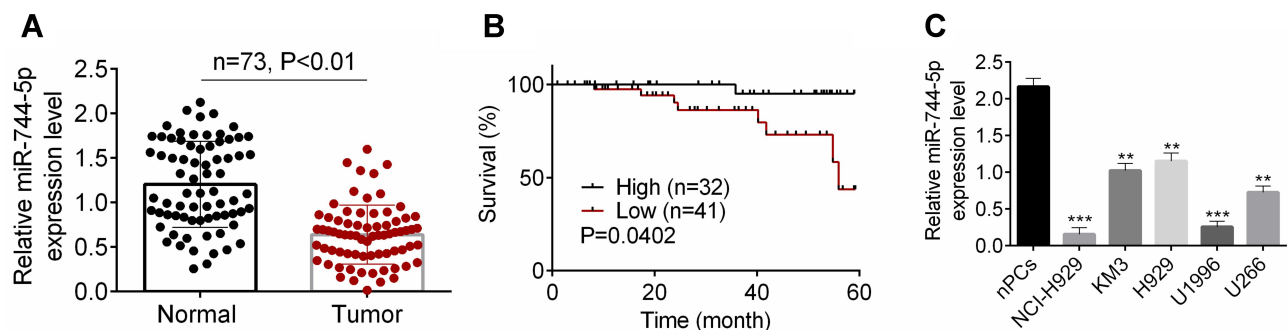 A
n=73, P<0.01
Relative miR-744-5p
expression level
2.5
2.0
1.5
1.0
0.5
0.0
Normal
Tumor
B
Survival (%)
100
50
0
High (n=32)
Low (n=41)
P=0.0402
0
20
40
60
Time (month)
C
Relative miR-744-5p
expression level
2.5
2.0
1.5
1.0
0.5
0.0
***
**
**
***
**
nPCs
NCI-H929
KM3
H929
U1996
U266